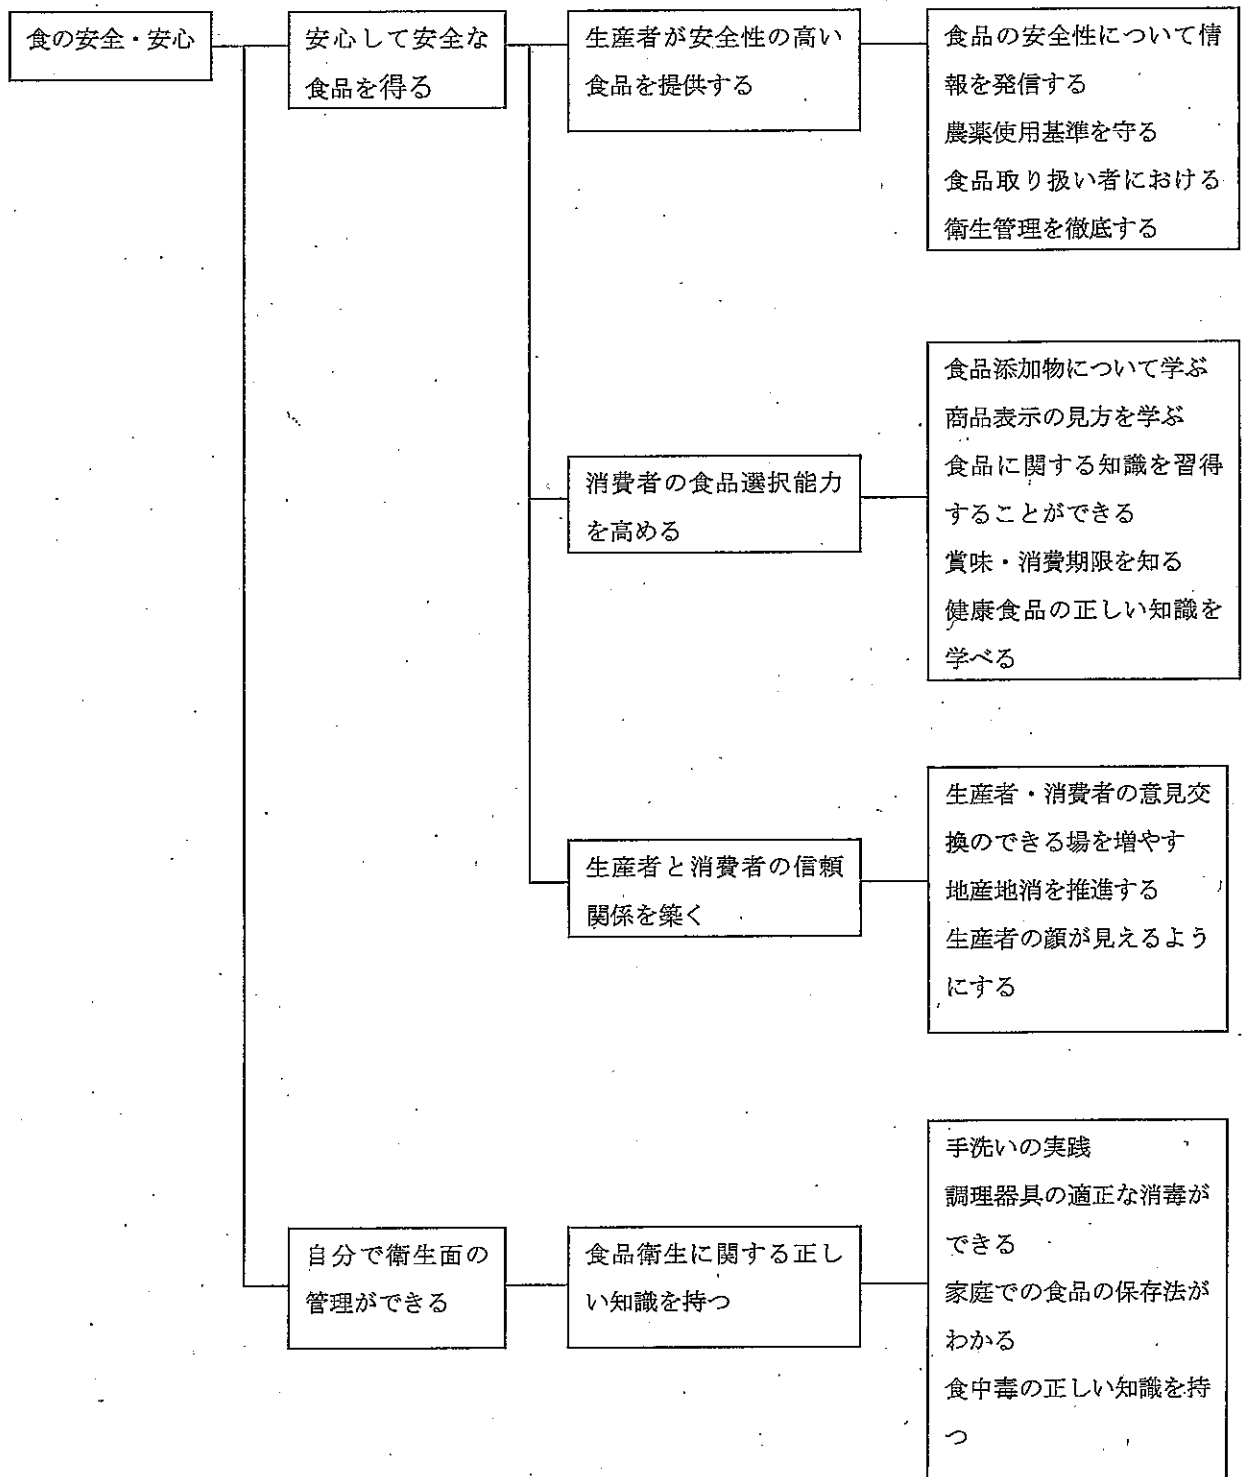 食の安全・安心
安心して安全な
食品を得る
生産者が安全性の高い
食品を提供する
食品の安全性について情
報を発信する
農薬使用基準を守る
食品取り扱い者における
衛生管理を徹底する
消費者の食品選択能力
を高める
食品添加物について学ぶ
商品表示の見方を学ぶ
食品に関する知識を習得
することができる
賞味・消費期限を知る
健康食品の正しい知識を
学べる
生産者と消費者の信頼
関係を築く
生産者・消費者の意見交
換のできる場を増やす
地産地消を推進する
生産者の顔が見えるよう
にする
自分で衛生面の
管理ができる
食品衛生に関する正し
い知識を持つ
手洗いの実践
調理器具の適正な消毒が
できる
家庭での食品の保存法が
わかる
食中毒の正しい知識を持
つ